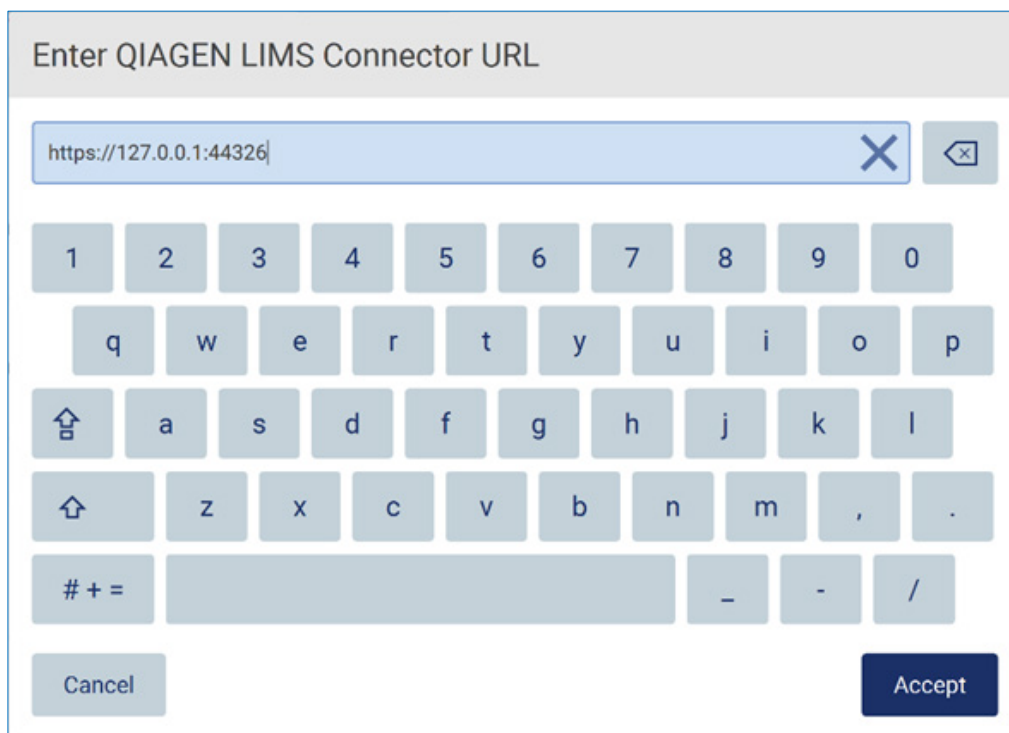 Enter QIAGEN LIMS Connector URL
https://127.0.0.1:44326
1 2 3 4 5 6 7 8 9 0
q w e r t y u i o p
a s d f g h j k l
z x c v b n m , .
# + = _ - /
Cancel Accept